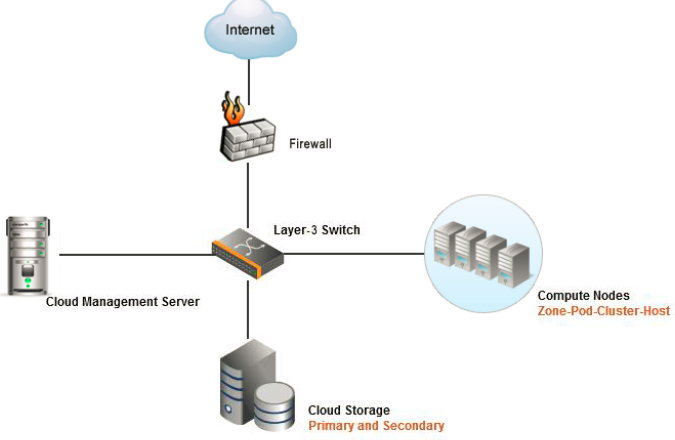 Internet
Firewall
Layer-3 Switch
Cloud Management Server
Compute Nodes
Zone-Pod-Cluster-Host
Cloud Storage
Primary and Secondary